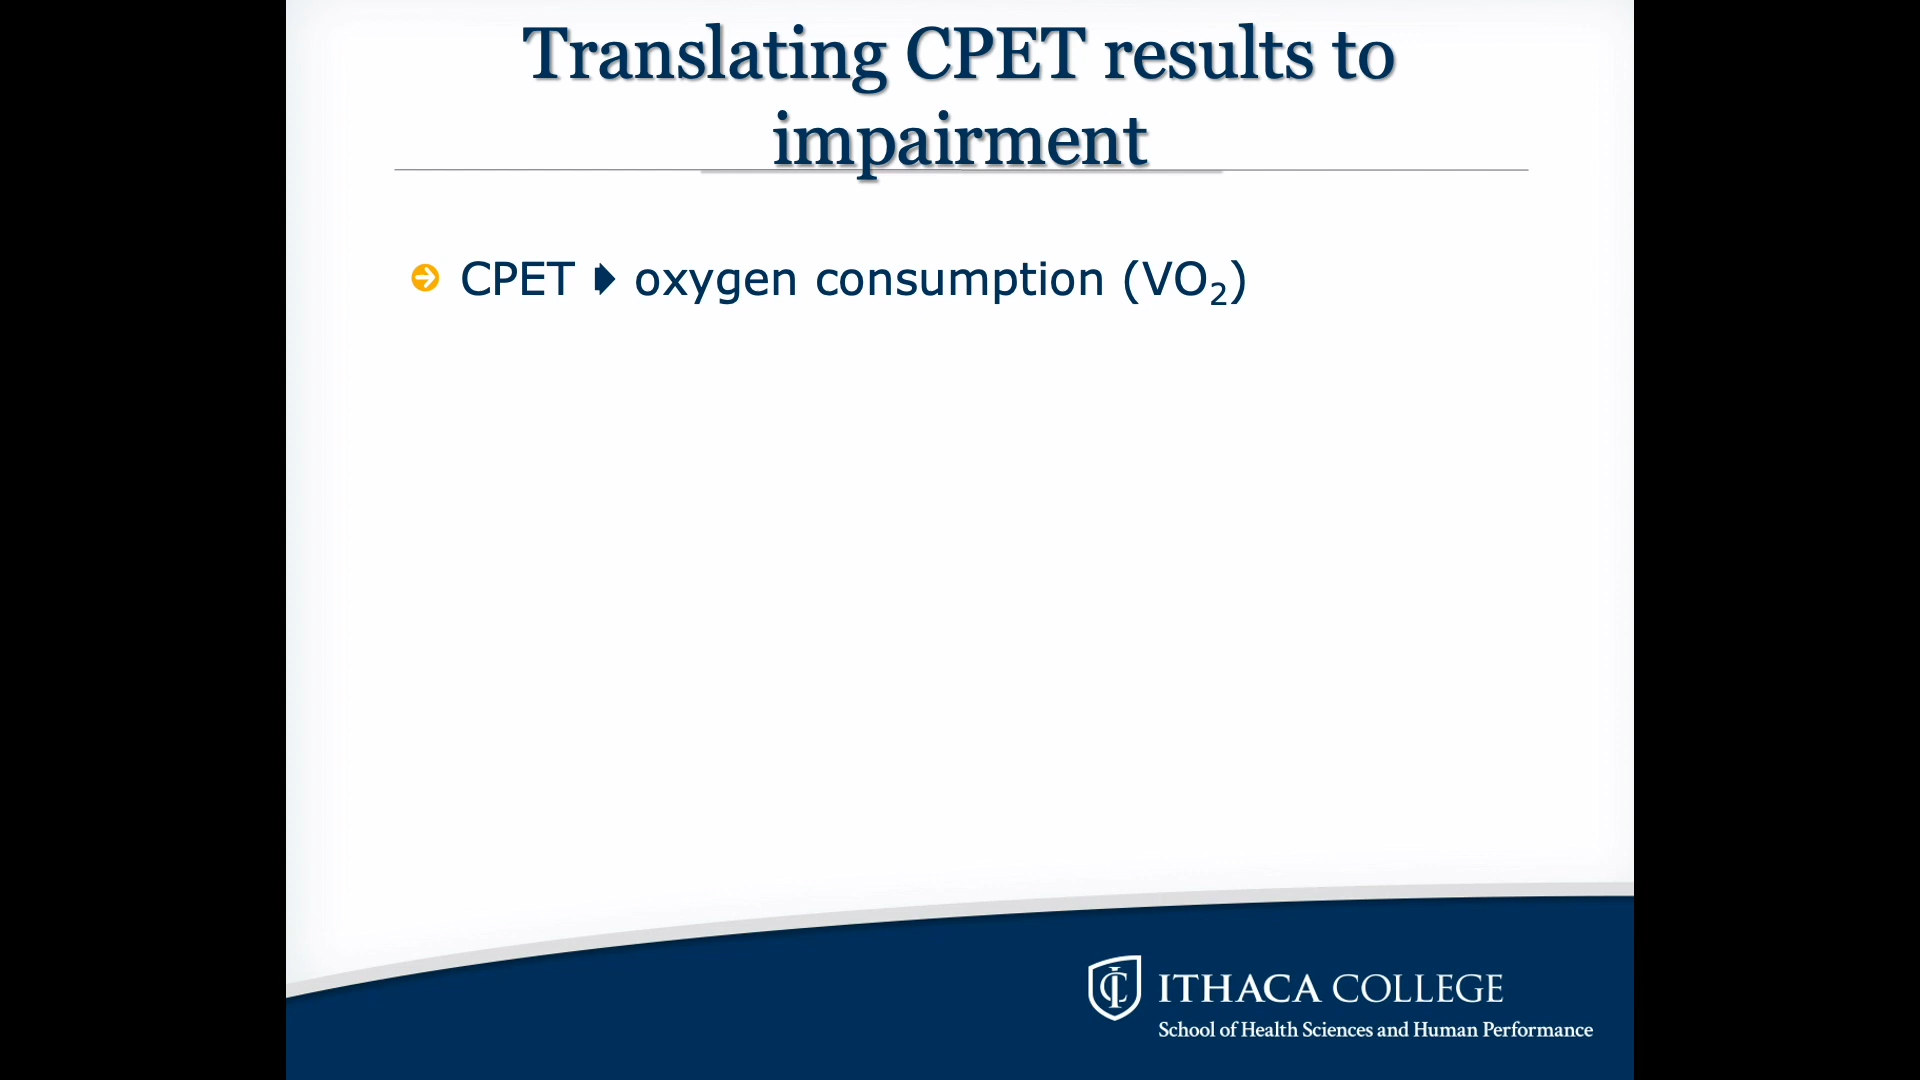 Translating CPET results to
impairment
CPET ➧ oxygen consumption (VO₂)
ITHACA COLLEGE
School of Health Sciences and Human Performance